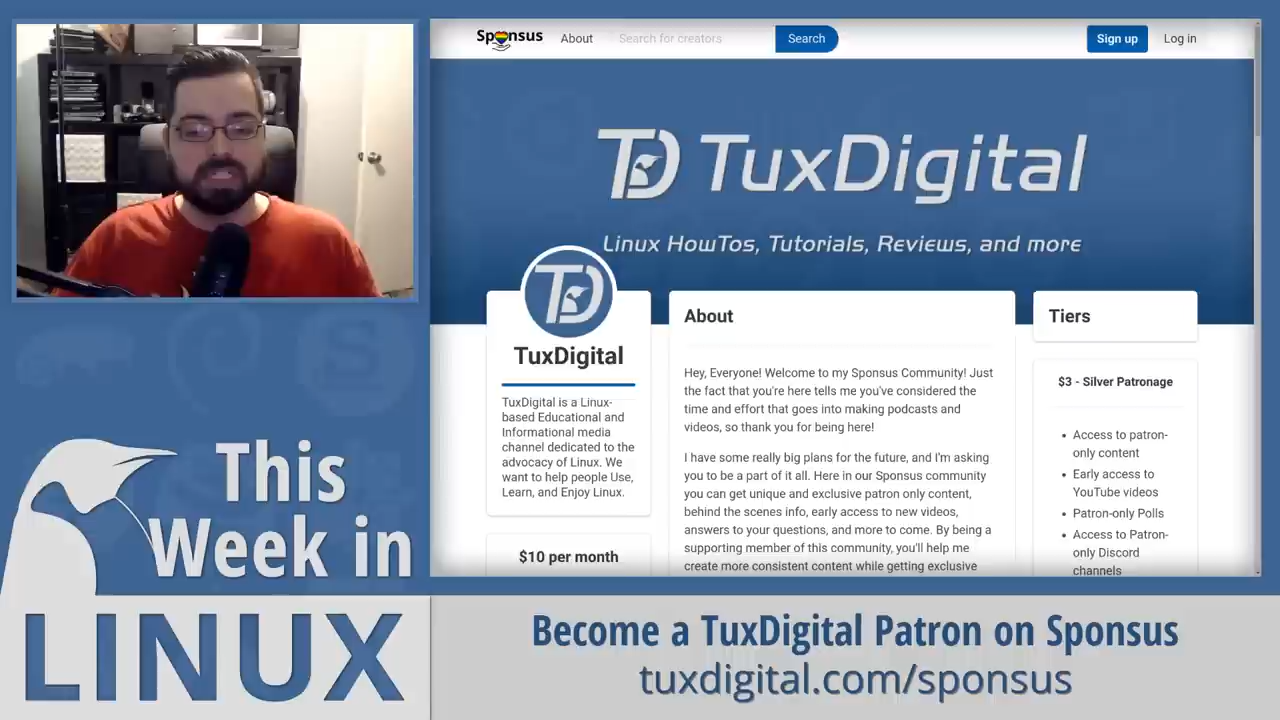 Sponsus
About
Search for creators
Search
Sign up
Log in
TD TuxDigital
Linux HowTos, Tutorials, Reviews, and more
TD
TuxDigital
TuxDigital is a Linux-
based Educational and
Informational media
channel dedicated to the
advocacy of Linux. We
want to help people Use,
Learn, and Enjoy Linux.
$10 per month
About
Hey, Everyone! Welcome to my Sponsus Community! Just
the fact that you're here tells me you've considered the
time and effort that goes into making podcasts and
videos, so thank you for being here!
I have some really big plans for the future, and I'm asking
you to be a part of it all. Here in our Sponsus community
you can get unique and exclusive patron only content,
behind the scenes info, early access to new videos,
answers to your questions, and more to come. By being a
supporting member of this community, you'll help me
create more consistent content while getting exclusive
Tiers
$3 - Silver Patronage
• Access to patron-
only content
• Early access to
YouTube videos
• Patron-only Polls
• Access to Patron-
only Discord
channels
This
Week in
LINUX
Become a TuxDigital Patron on Sponsus
tuxdigital.com/sponsus